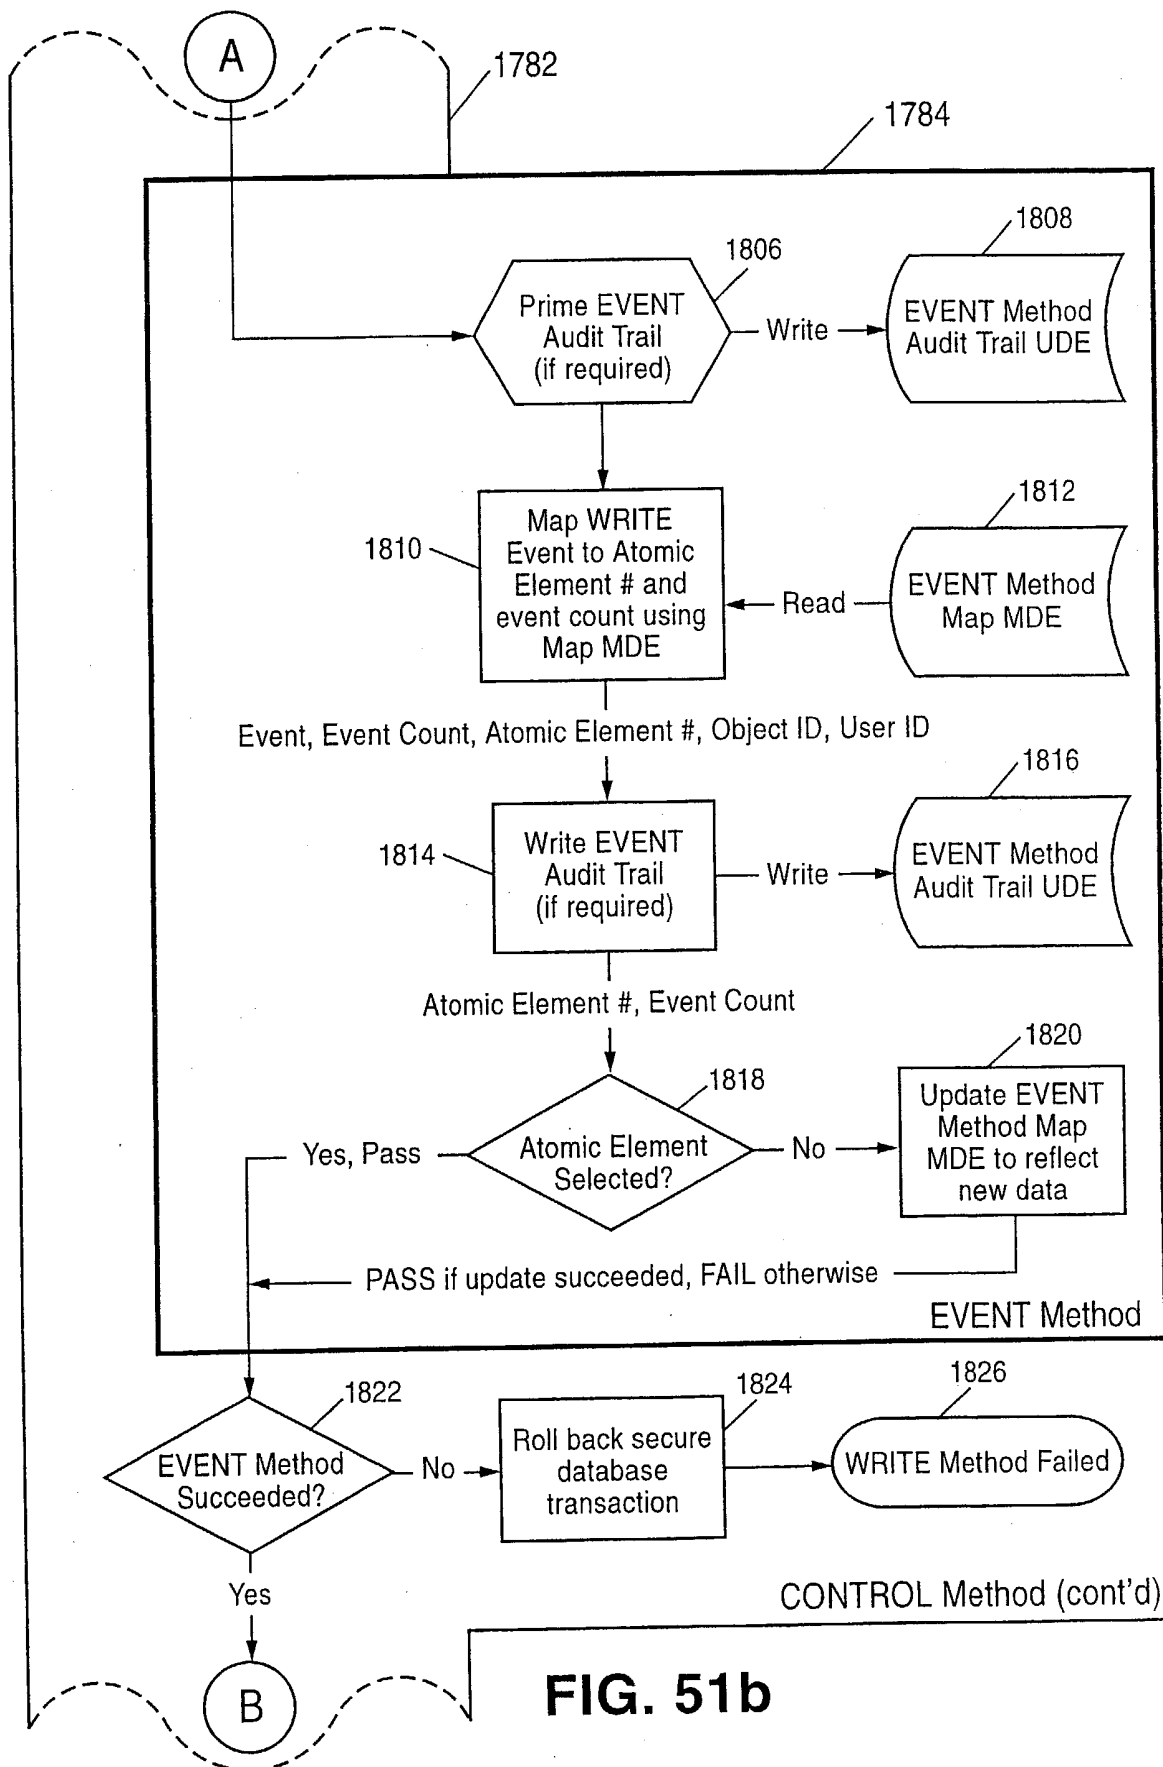 A
1782
1784
1808
1806
Prime EVENT
Audit Trail
(if required)
Write
EVENT Method
Audit Trail UDE
1812
1810
Map WRITE
Event to Atomic
Element # and
event count using
Map MDE
Read
EVENT Method
Map MDE
Event, Event Count, Atomic Element #, Object ID, User ID
1816
1814
Write EVENT
Audit Trail
(if required)
Write
EVENT Method
Audit Trail UDE
Atomic Element #, Event Count
1820
1818
Yes, Pass
Atomic Element
Selected?
No
Update EVENT
Method Map
MDE to reflect
new data
PASS if update succeeded, FAIL otherwise
EVENT Method
1822
1824
1826
EVENT Method
Succeeded?
No
Roll back secure
database
transaction
WRITE Method Failed
Yes
CONTROL Method (cont'd)
B
FIG. 51b